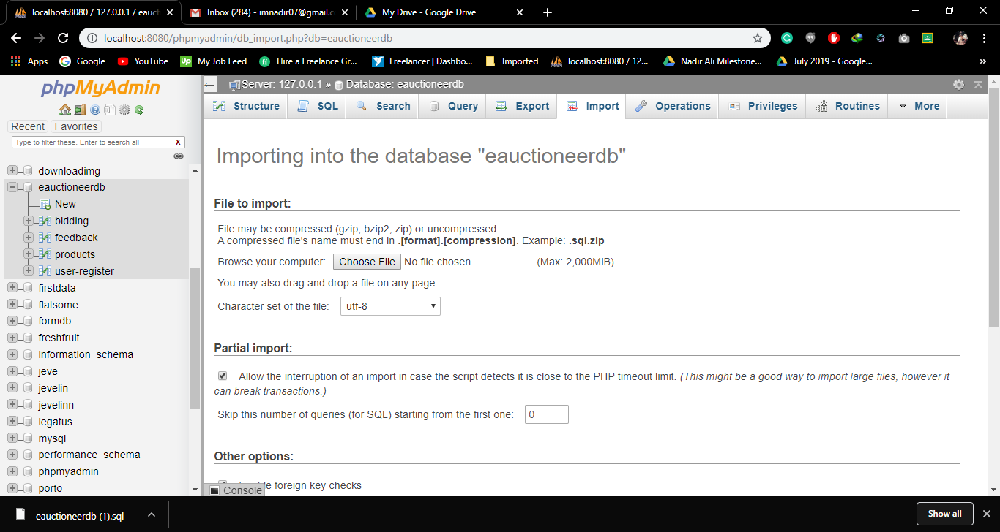 localhost:8080 / 127.0.0.1 / eauct
Inbox (284) - imnadir07@gmail.c
My Drive - Google Drive
localhost:8080/phpmyadmin/db_import.php?db=eauctioneerdb
Apps
Google
YouTube
Up My Job Feed
Hire a Freelance Gr...
Freelancer | Dashbo...
Imported
localhost:8080 / 12...
Nadir Ali Milestone...
July 2019 - Google...
phpMyAdmin
Recent Favorites
Type to filter these, Enter to search all X
downloadimg
eauctioneerdb
New
bidding
feedback
products
user-register
firstdata
flatsome
formdb
freshfruit
information_schema
jeve
jevelin
jevelinn
legatus
mysql
performance_schema
phpmyadmin
porto
Server: 127.0.0.1 » Database: eauctioneerdb
Structure SQL Search Query Export Import Operations Privileges Routines More
Importing into the database "eauctioneerdb"
File to import:
File may be compressed (gzip, bzip2, zip) or uncompressed.
A compressed file's name must end in .[format].[compression]. Example: .sql.zip
Browse your computer: Choose File No file chosen (Max: 2,000MiB)
You may also drag and drop a file on any page.
Character set of the file: utf-8
Partial import:
Allow the interruption of an import in case the script detects it is close to the PHP timeout limit. (This might be a good way to import large files, however it
can break transactions.)
Skip this number of queries (for SQL) starting from the first one: 0
Other options:
foreign key checks
Console
eauctioneerdb (1).sql
Show all